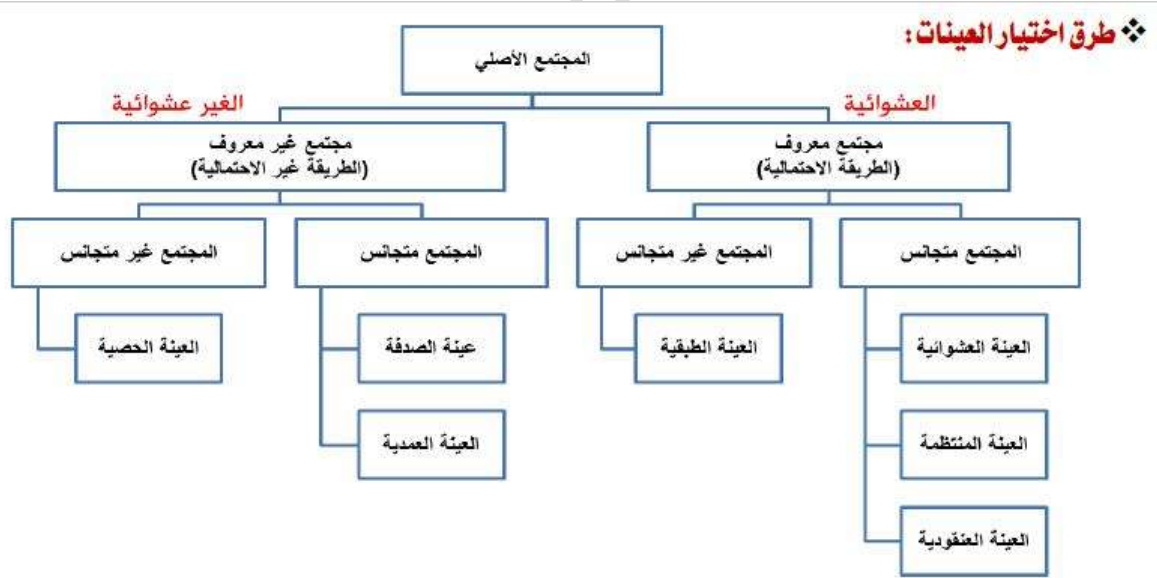 ❖ طرق اختيار العينات:
المجتمع الأصلي
العشوائية
الغير عشوائية
مجتمع معروف
(الطريقة الاحتمالية)
مجتمع غير معروف
(الطريقة غير الاحتمالية)
المجتمع متجانس
المجتمع غير متجانس
المجتمع متجانس
المجتمع غير متجانس
العينة العشوائية
العينة الطبقية
عينة الصدفة
العينة الحصية
العينة المنتظمة
العينة العمدية
العينة العنقودية